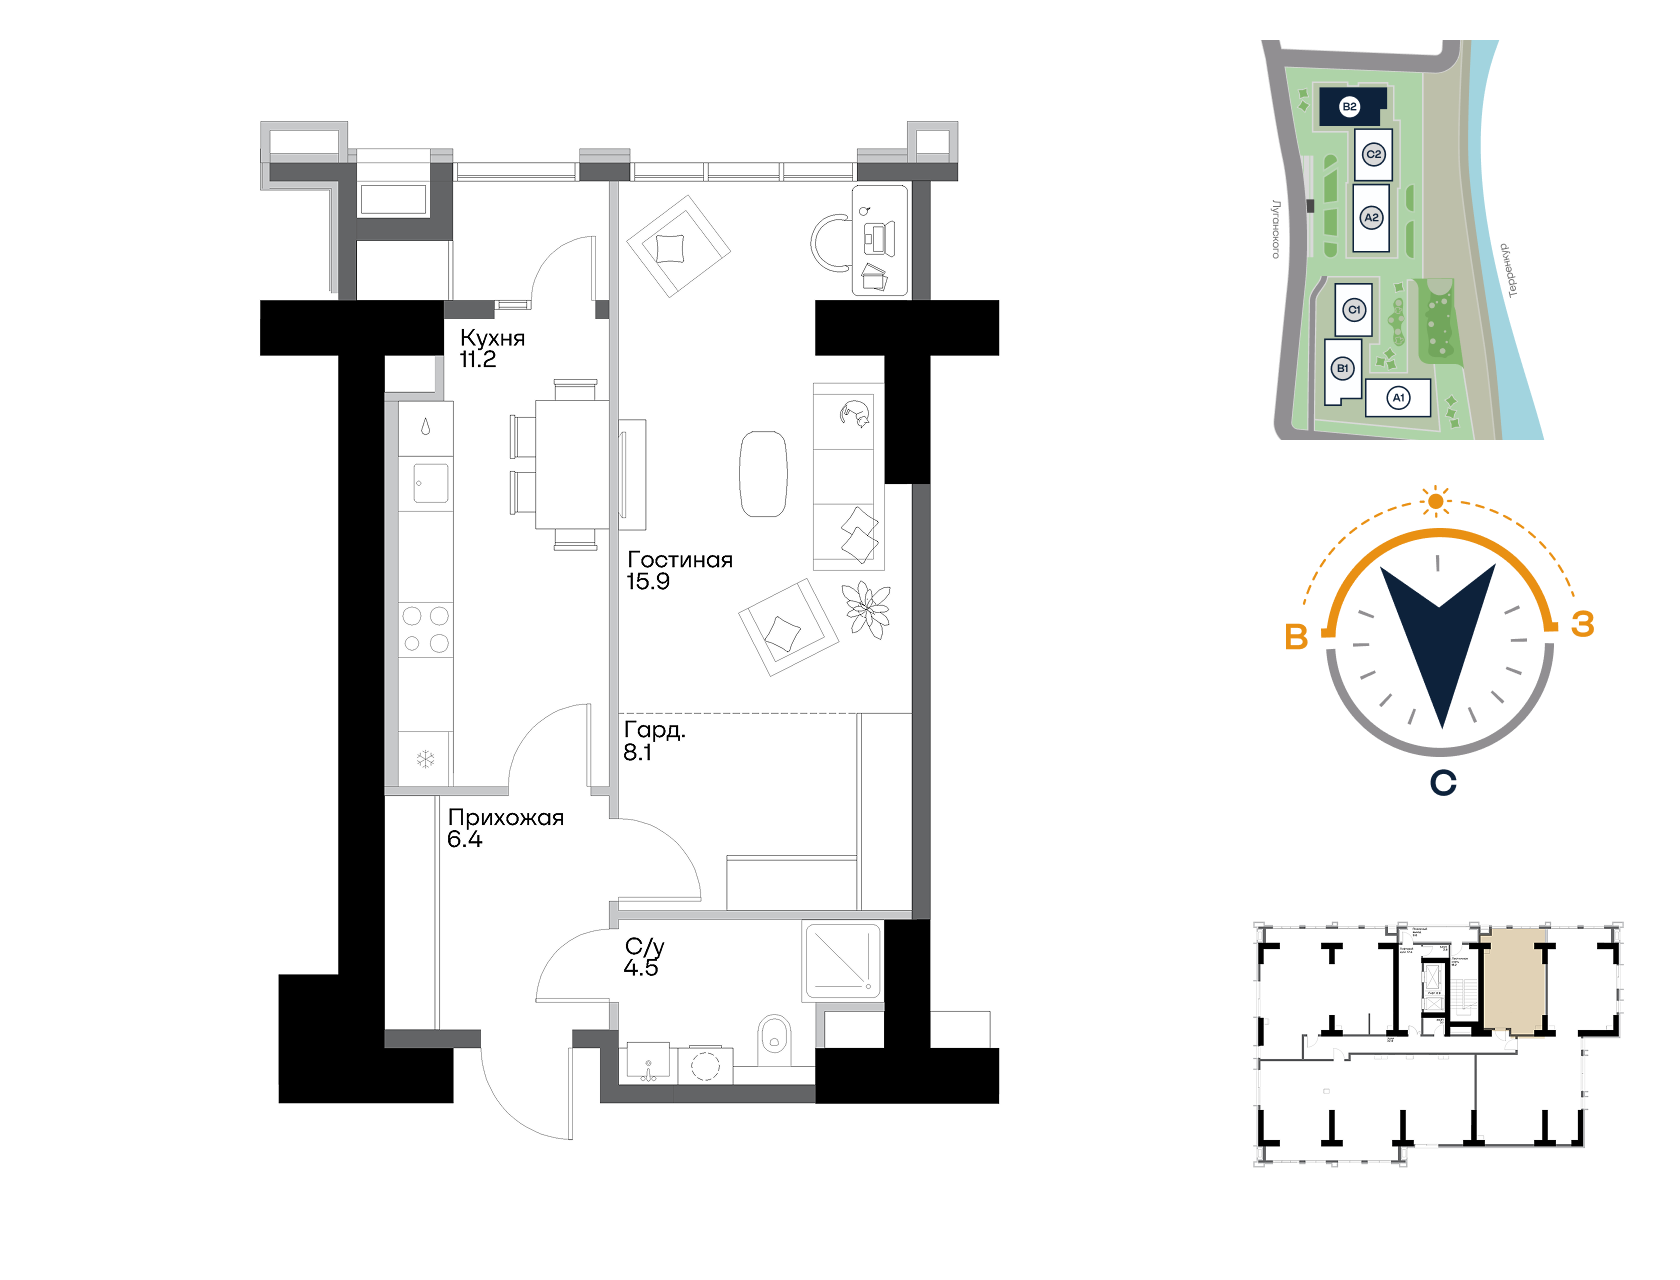 Кухня
11.2
Гостиная
15.9
Гард.
8.1
Прихожая
6.4
С/у
4.5
B2
C2
A2
C1
B1
A1
Луганского
Терренкур
В
З
С